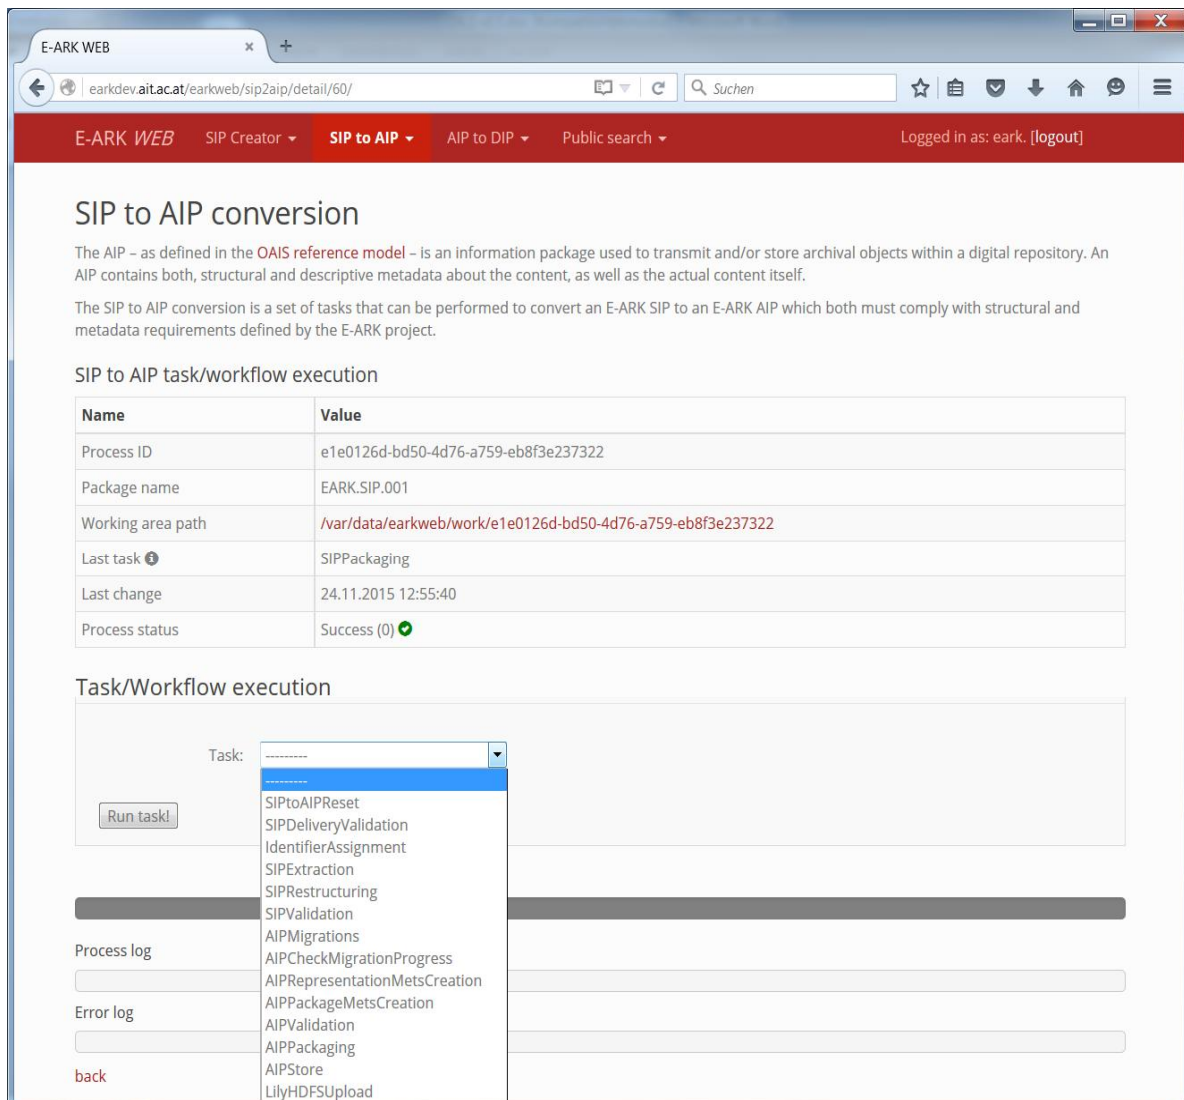 E-ARK WEB
earkdev.ait.ac.at/earkweb/sip2aip/detail/60/
Suchen
E-ARK WEB SIP Creator SIP to AIP AIP to DIP Public search Logged in as: eark. [logout]
SIP to AIP conversion
The AIP – as defined in the OAIS reference model – is an information package used to transmit and/or store archival objects within a digital repository. An
AIP contains both, structural and descriptive metadata about the content, as well as the actual content itself.
The SIP to AIP conversion is a set of tasks that can be performed to convert an E-ARK SIP to an E-ARK AIP which both must comply with structural and
metadata requirements defined by the E-ARK project.
SIP to AIP task/workflow execution
Name Value
Process ID e1e0126d-bd50-4d76-a759-eb8f3e237322
Package name EARK.SIP.001
Working area path /var/data/earkweb/work/e1e0126d-bd50-4d76-a759-eb8f3e237322
Last task SIPPackaging
Last change 24.11.2015 12:55:40
Process status Success (0)
Task/Workflow execution
Task: ---------
---------
SIPtoAIPReset
Run task!
SIPDeliveryValidation
IdentifierAssignment
SIPExtraction
SIPRestructuring
SIPValidation
AIPMigrations
Process log
AIPCheckMigrationProgress
AIPRepresentationMetsCreation
AIPPackageMetsCreation
Error log
AIPValidation
AIPPackaging
AIPStore
back
LilyHDFSUpload